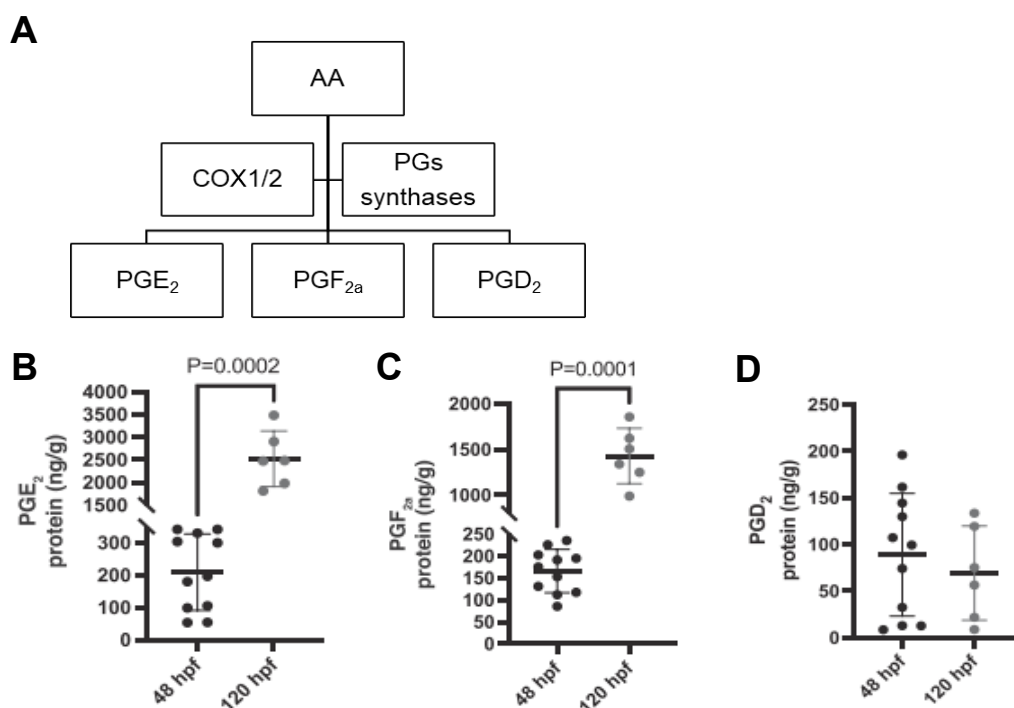 A
AA
COX1/2
PGs
synthases
PGE₂
PGF₂ₐ
PGD₂
B
P=0.0002
PGE₂
protein (ng/g)
4000
3500
3000
2500
2000
1500
300
200
100
0
48 hpf
120 hpf
C
P=0.0001
PGF₂ₐ
protein (ng/g)
2000
1500
1000
250
200
150
100
50
0
48 hpf
120 hpf
D
PGD₂
protein (ng/g)
250
200
150
100
50
0
48 hpf
120 hpf